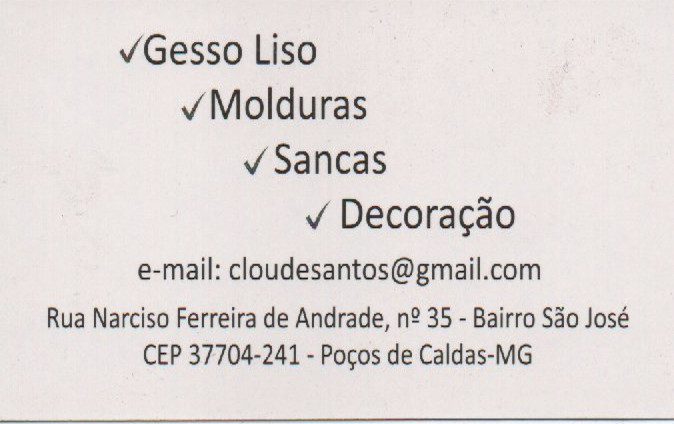 ✓Gesso Liso
✓Molduras
✓Sancas
✓ Decoração
e-mail: cloudesantos@gmail.com
Rua Narciso Ferreira de Andrade, nº 35 - Bairro São José
CEP 37704-241 - Poços de Caldas-MG